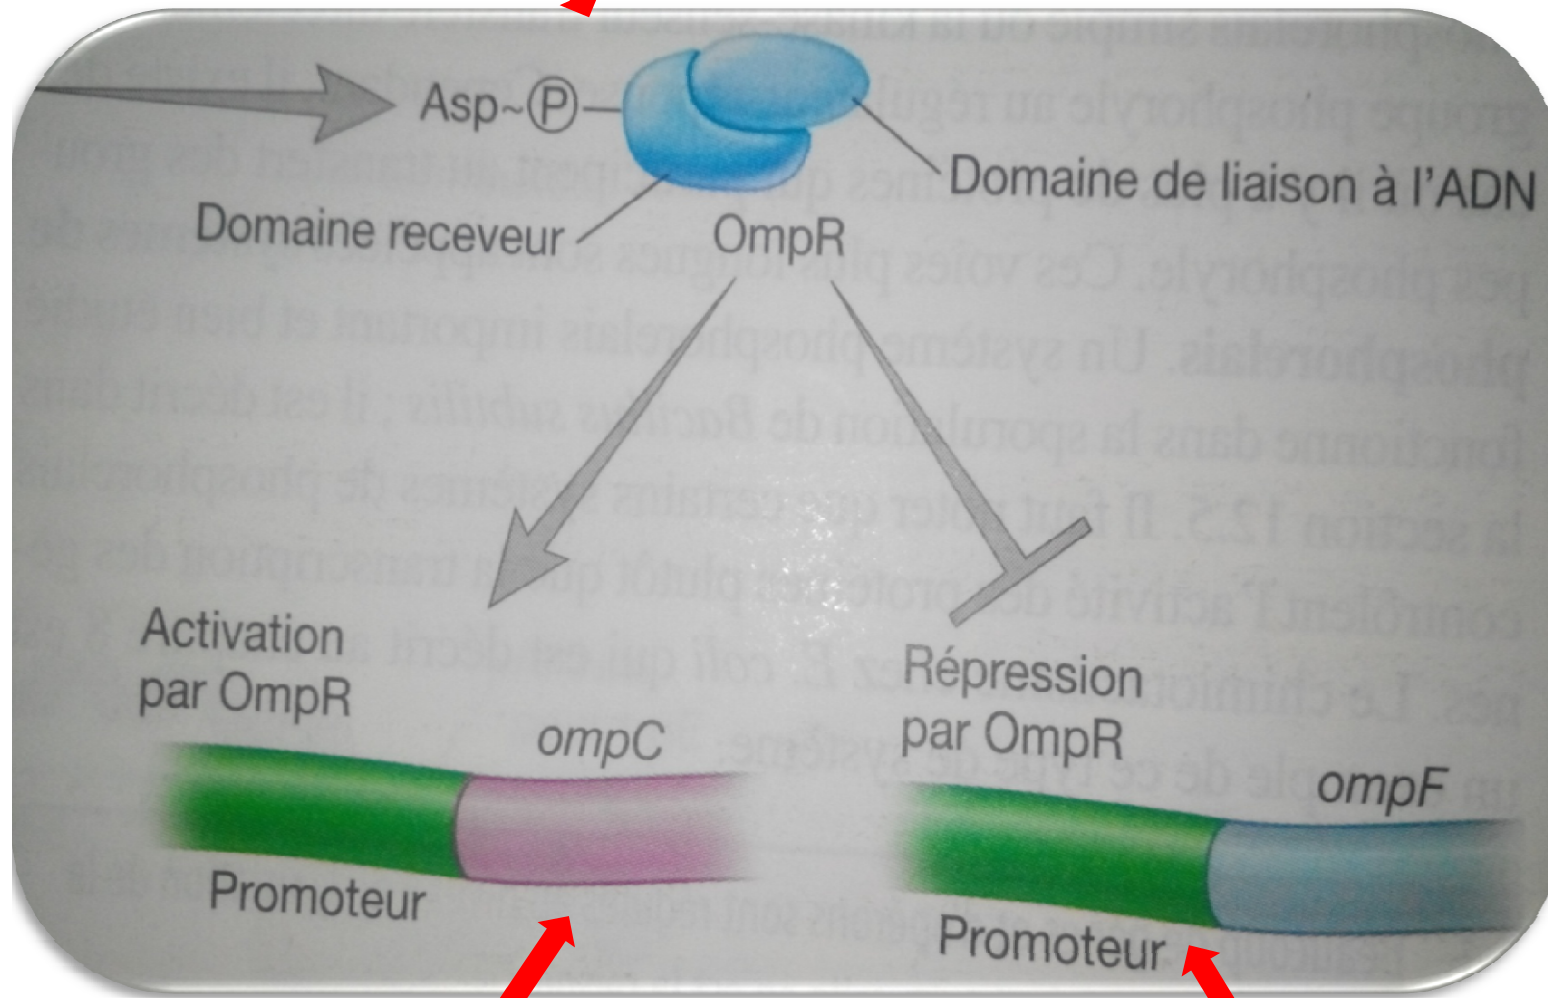 Asp~P
Domaine de liaison à l'ADN
Domaine receveur
OmpR
Activation
par OmpR
ompC
Promoteur
Répression
par OmpR
ompF
Promoteur